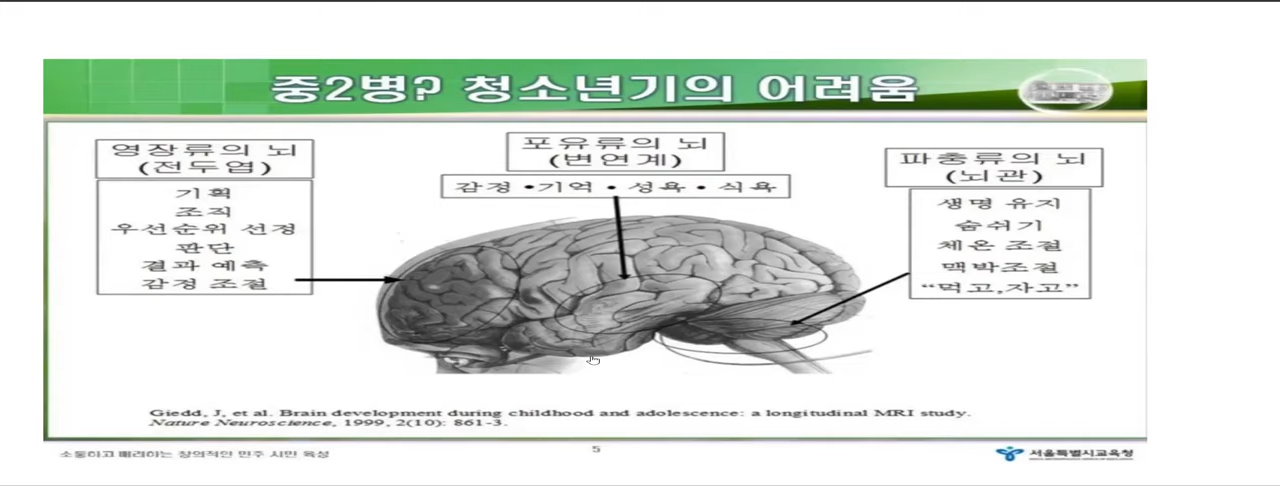 중2병? 청소년기의 어려움
영장류의 뇌
(전두엽)
기획
조직
우선순위 선정
판단
결과 예측
감정 조절
포유류의 뇌
(변연계)
감정 •기억 • 성욕 • 식욕
파충류의 뇌
(뇌관)
생명 유지
숨쉬기
체온 조절
맥박조절
“먹고,자고”
Giedd, J, et al. Brain development during childhood and adolescence: a longitudinal MRI study.
Nature Neuroscience, 1999, 2(10): 861-3.
소통하고 배려하는 창의적인 민주 시민 육성
5
서울특별시교육청